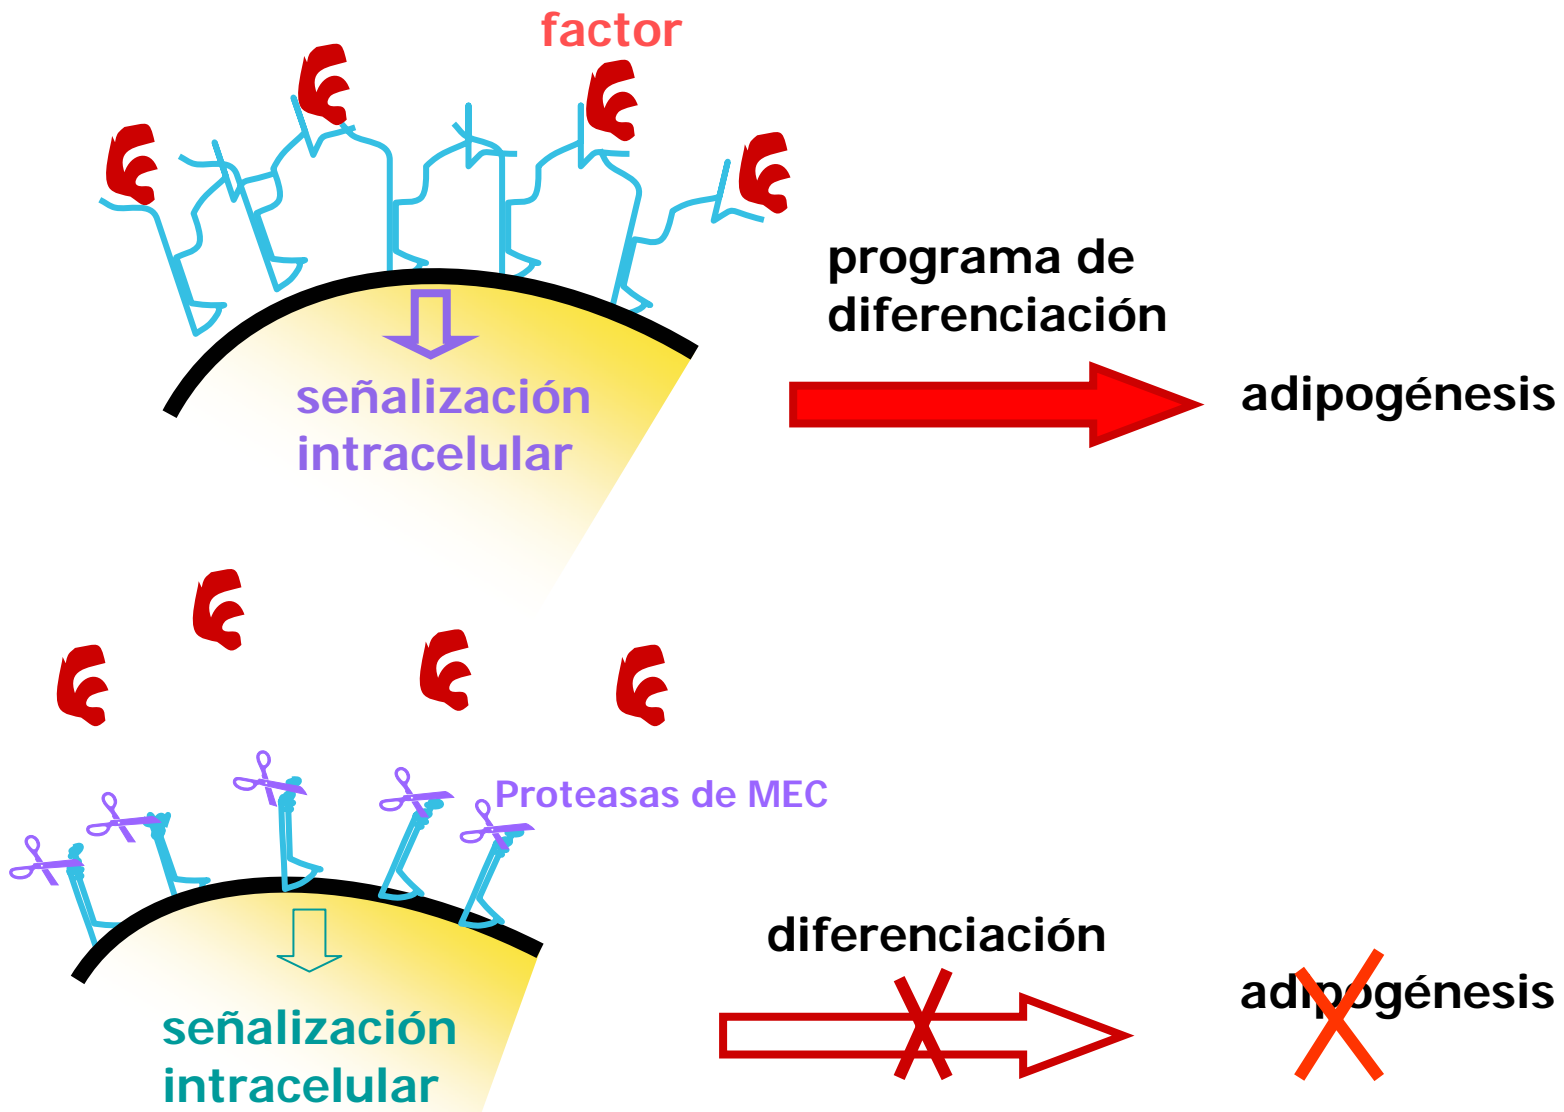 factor
programa de
diferenciación
señalización
intracelular
adipogénesis
Proteasas de MEC
diferenciación
adipogénesis
señalización
intracelular